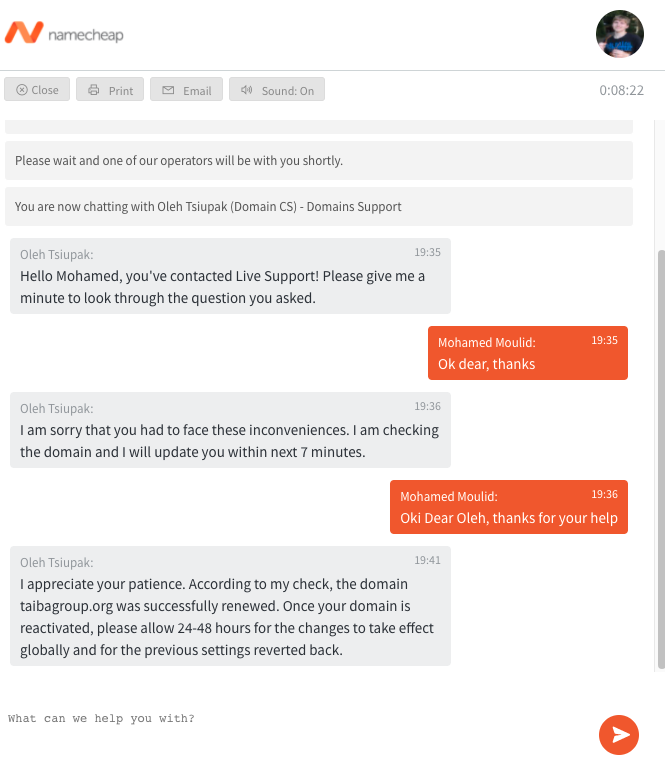 namecheap
Close
Print
Email
Sound: On
0:08:22
Please wait and one of our operators will be with you shortly.
You are now chatting with Oleh Tsiupak (Domain CS) - Domains Support
Oleh Tsiupak:
19:35
Hello Mohamed, you've contacted Live Support! Please give me a
minute to look through the question you asked.
Mohamed Moulid:
19:35
Ok dear, thanks
Oleh Tsiupak:
19:36
I am sorry that you had to face these inconveniences. I am checking
the domain and I will update you within next 7 minutes.
Mohamed Moulid:
19:36
Oki Dear Oleh, thanks for your help
Oleh Tsiupak:
19:41
I appreciate your patience. According to my check, the domain
taibagroup.org was successfully renewed. Once your domain is
reactivated, please allow 24-48 hours for the changes to take effect
globally and for the previous settings reverted back.
What can we help you with?